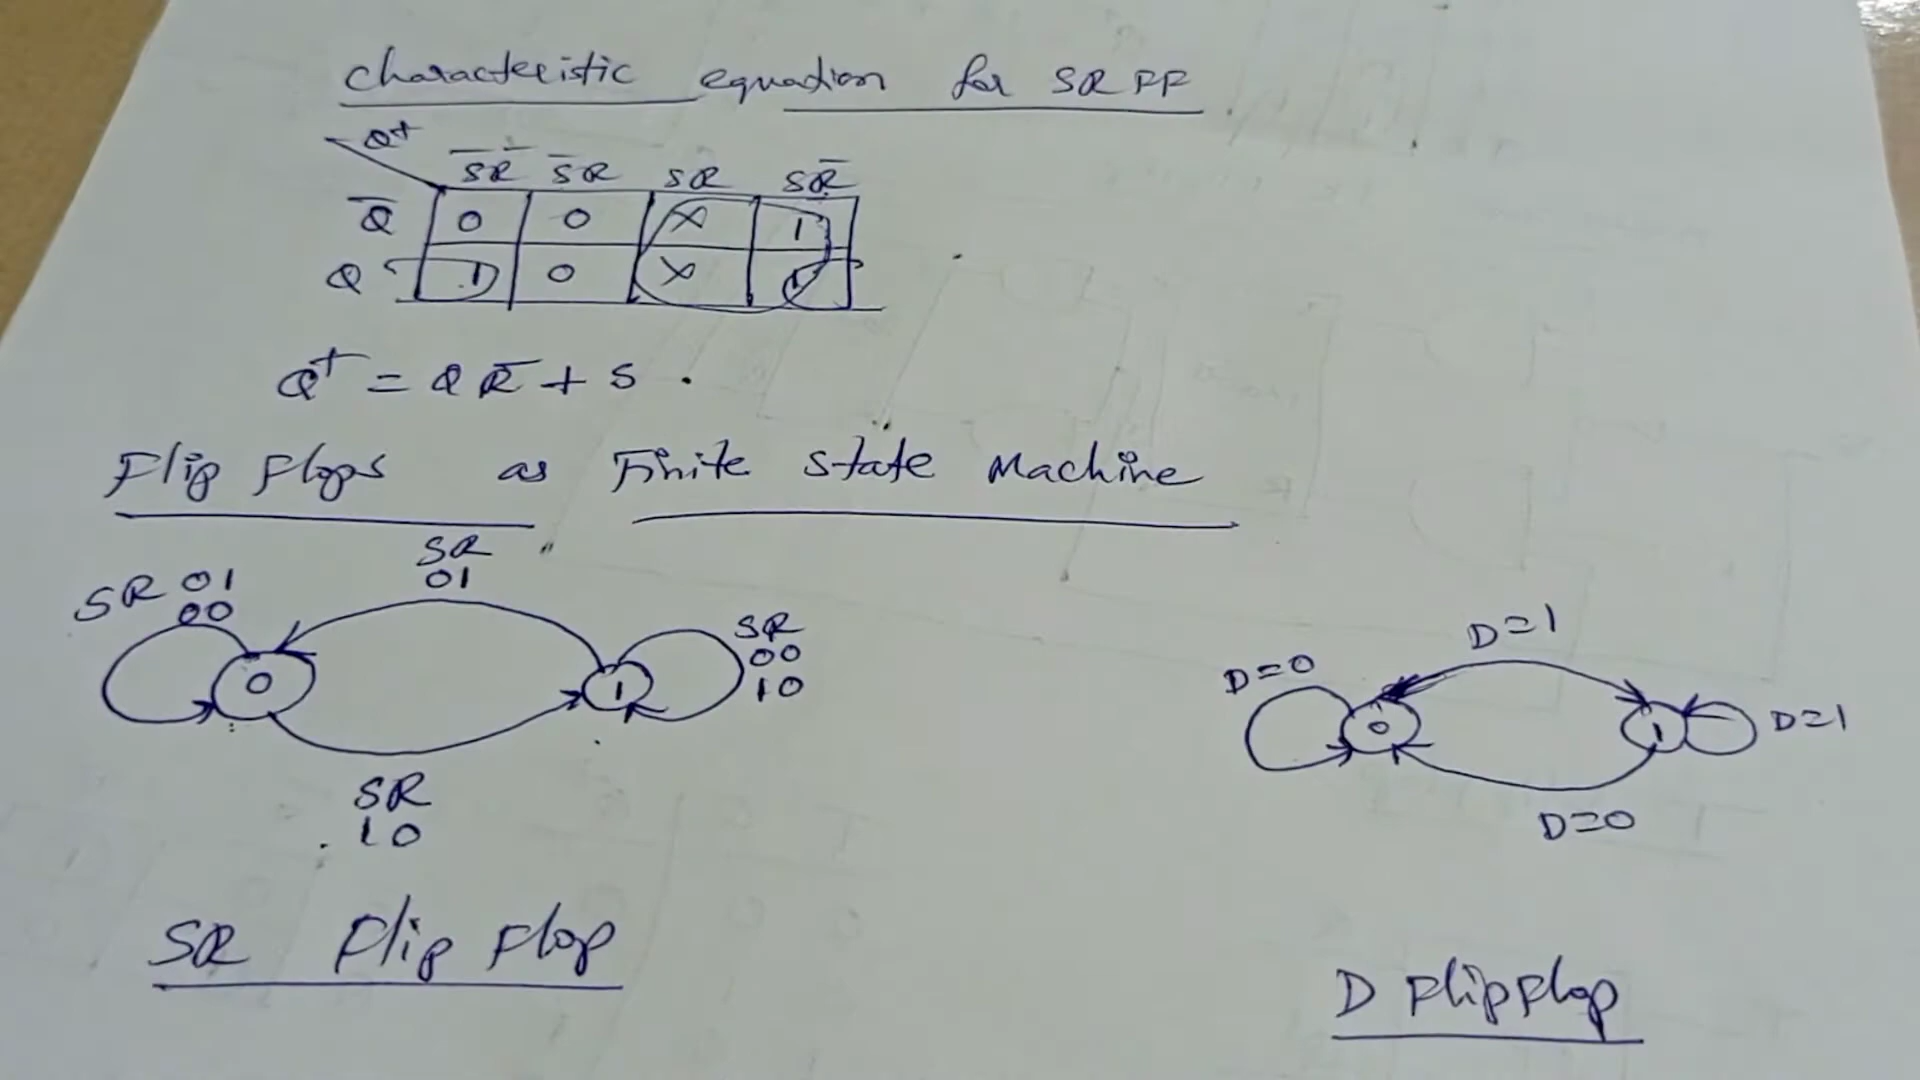 characteristic equation for SR FF
Q⁺
S̅R̅ S̅R SR SR̅
Q̅ 0 0 X 1
Q 1 0 X 1
Q⁺ = QR̅ + S .
Flip Flops as Finite State Machine
SR 01
00
SR
01
SR
00
10
0
1
SR
10
D=1
D=0
0
1
D=1
D=0
SR Flip Flop
D FlipFlop